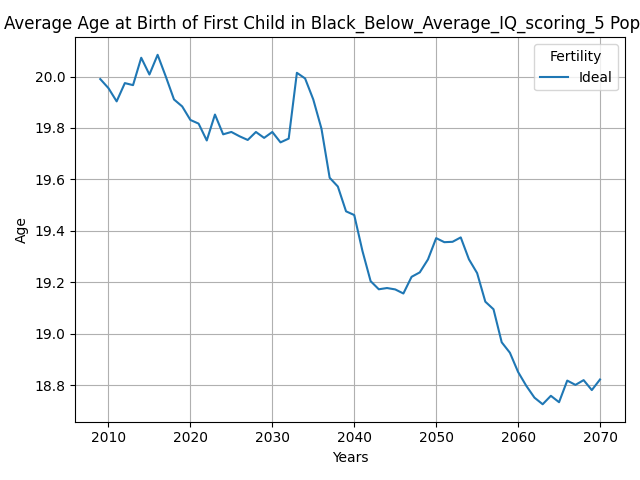 Average Age at Birth of First Child in Black_Below_Average_IQ_scoring_5 Pop
Fertility
Ideal
20.0
19.8
19.6
19.4
19.2
19.0
18.8
Age
2010 2020 2030 2040 2050 2060 2070
Years